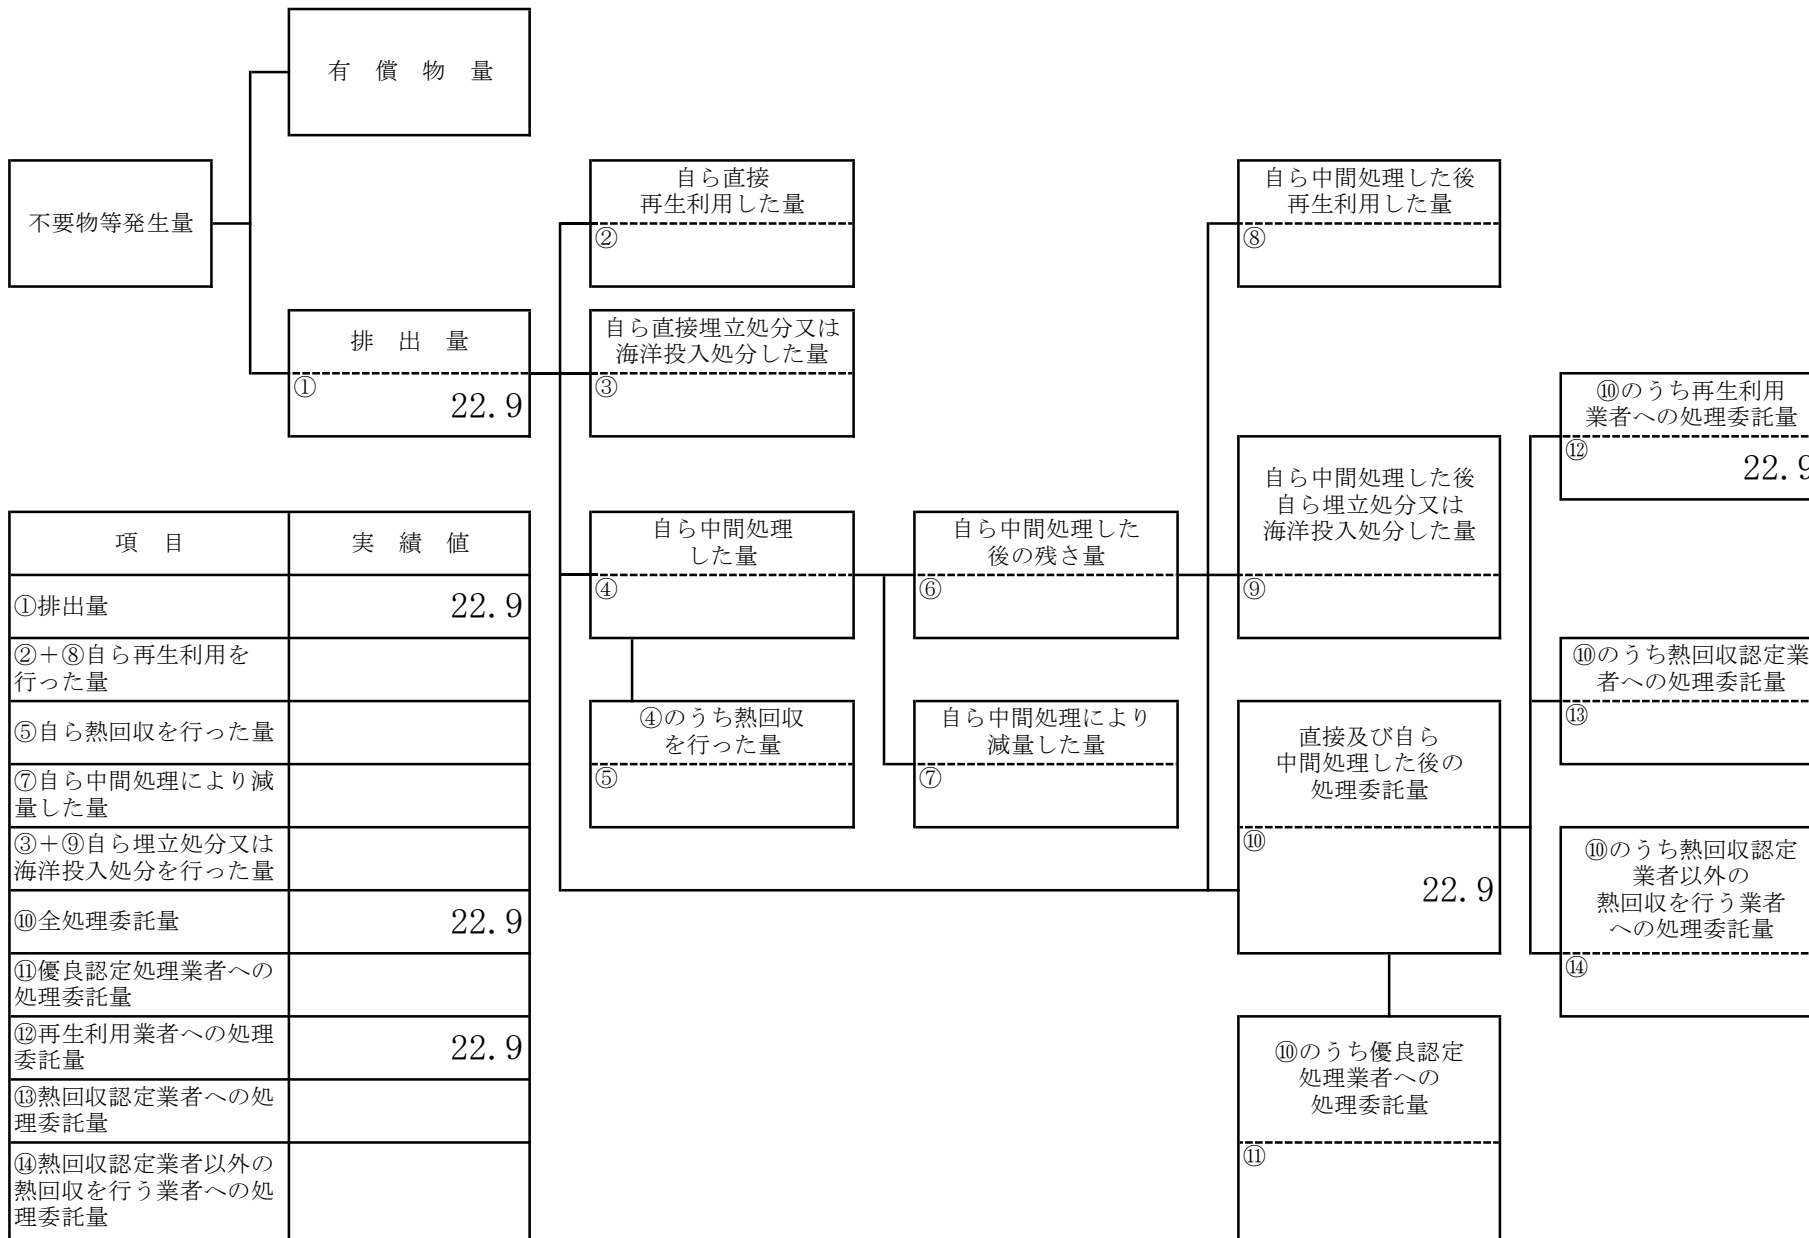 有 償 物 量
不要物等発生量
排 出 量
①
22.9
自ら直接
再生利用した量
②
自ら直接埋立処分又は
海洋投入処分した量
③
自ら中間処理
した量
④
④のうち熱回収
を行った量
⑤
自ら中間処理した
後の残さ量
⑥
自ら中間処理により
減量した量
⑦
自ら中間処理した後
再生利用した量
⑧
自ら中間処理した後
自ら埋立処分又は
海洋投入処分した量
⑨
直接及び自ら
中間処理した後の
処理委託量
⑩
22.9
⑩のうち優良認定
処理業者への
処理委託量
⑪
⑩のうち再生利用
業者への処理委託量
⑫
22.9
⑩のうち熱回収認定業
者への処理委託量
⑬
⑩のうち熱回収認定
業者以外の
熱回収を行う業者
への処理委託量
⑭
項 目
実 績 値
①排出量
22.9
②+⑧自ら再生利用を
行った量
⑤自ら熱回収を行った量
⑦自ら中間処理により減
量した量
③+⑨自ら埋立処分又は
海洋投入処分を行った量
⑩全処理委託量
22.9
⑪優良認定処理業者への
処理委託量
⑫再生利用業者への処理
委託量
22.9
⑬熱回収認定業者への処
理委託量
⑭熱回収認定業者以外の
熱回収を行う業者への処
理委託量